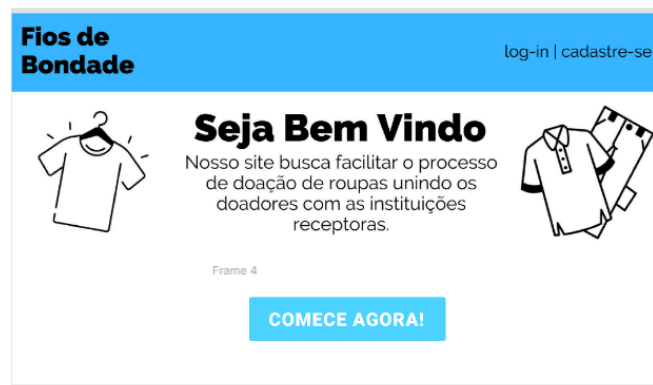 Fios de
Bondade
log-in | cadastre-se
Seja Bem Vindo
Nosso site busca facilitar o processo
de doação de roupas unindo os
doadores com as instituições
receptoras.
Frame 4
COMECE AGORA!